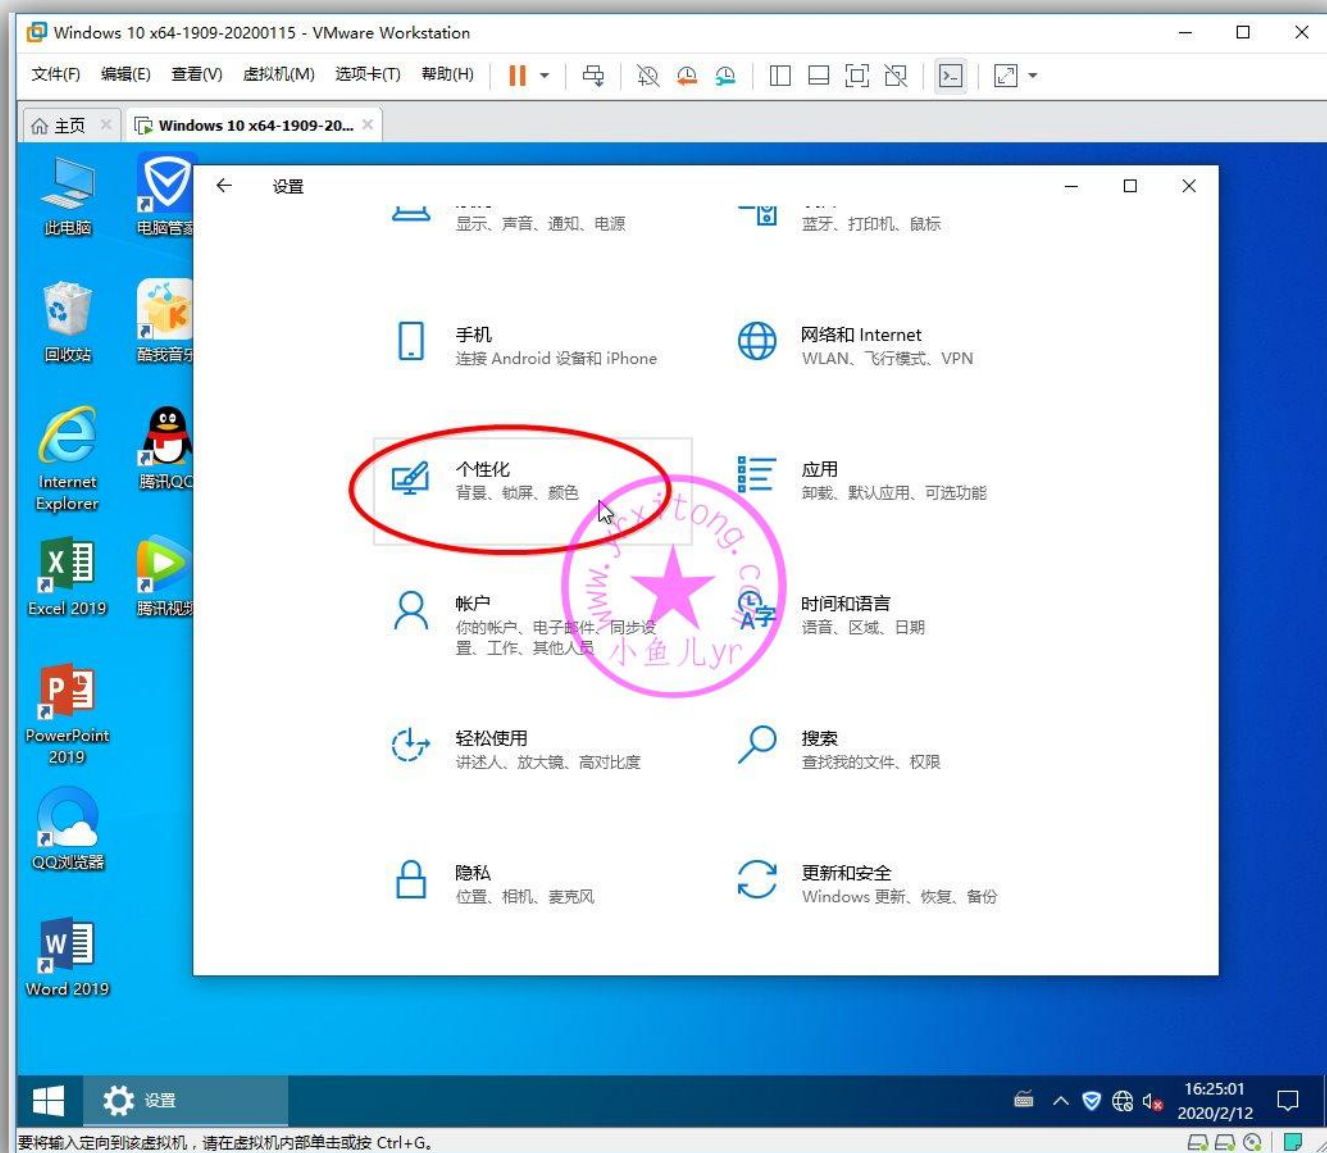 Windows 10 x64-1909-20200115 - VMware Workstation
文件(F) 编辑(E) 查看(V) 虚拟机(M) 选项卡(T) 帮助(H)
主页
Windows 10 x64-1909-20...
设置
此电脑
电脑管家
回收站
酷我音乐
Internet
Explorer
腾讯QQ
Excel 2019
腾讯视频
PowerPoint
2019
QQ浏览器
Word 2019
显示、声音、通知、电源
蓝牙、打印机、鼠标
手机
连接 Android 设备和 iPhone
网络和 Internet
WLAN、飞行模式、VPN
个性化
背景、锁屏、颜色
应用
卸载、默认应用、可选功能
帐户
你的帐户、电子邮件、同步设
置、工作、其他人员
时间和语言
语音、区域、日期
www.yrxitong.com
小鱼儿yr
轻松使用
讲述人、放大镜、高对比度
搜索
查找我的文件、权限
隐私
位置、相机、麦克风
更新和安全
Windows 更新、恢复、备份
设置
16:25:01
2020/2/12
要将输入定向到该虚拟机，请在虚拟机内部单击或按 Ctrl+G。